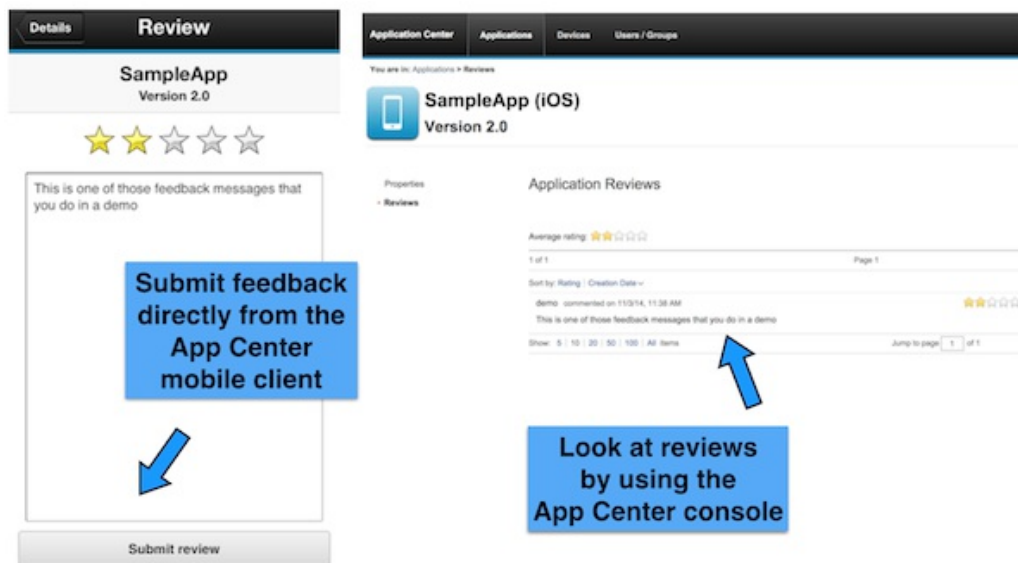 Details
Review
SampleApp
Version 2.0
This is one of those feedback messages that
you do in a demo
Submit feedback
directly from the
App Center
mobile client
Submit review
Application Center
Applications
Devices
Users / Groups
You are in: Applications > Reviews
SampleApp (iOS)
Version 2.0
Properties
Reviews
Application Reviews
Average rating:
1 of 1
Page 1
Sort by: Rating | Creation Date
demo commented on 11/3/14, 11:38 AM
This is one of those feedback messages that you do in a demo
Show: 5 | 10 | 20 | 50 | 100 | All items
Jump to page 1 of 1
Look at reviews
by using the
App Center console